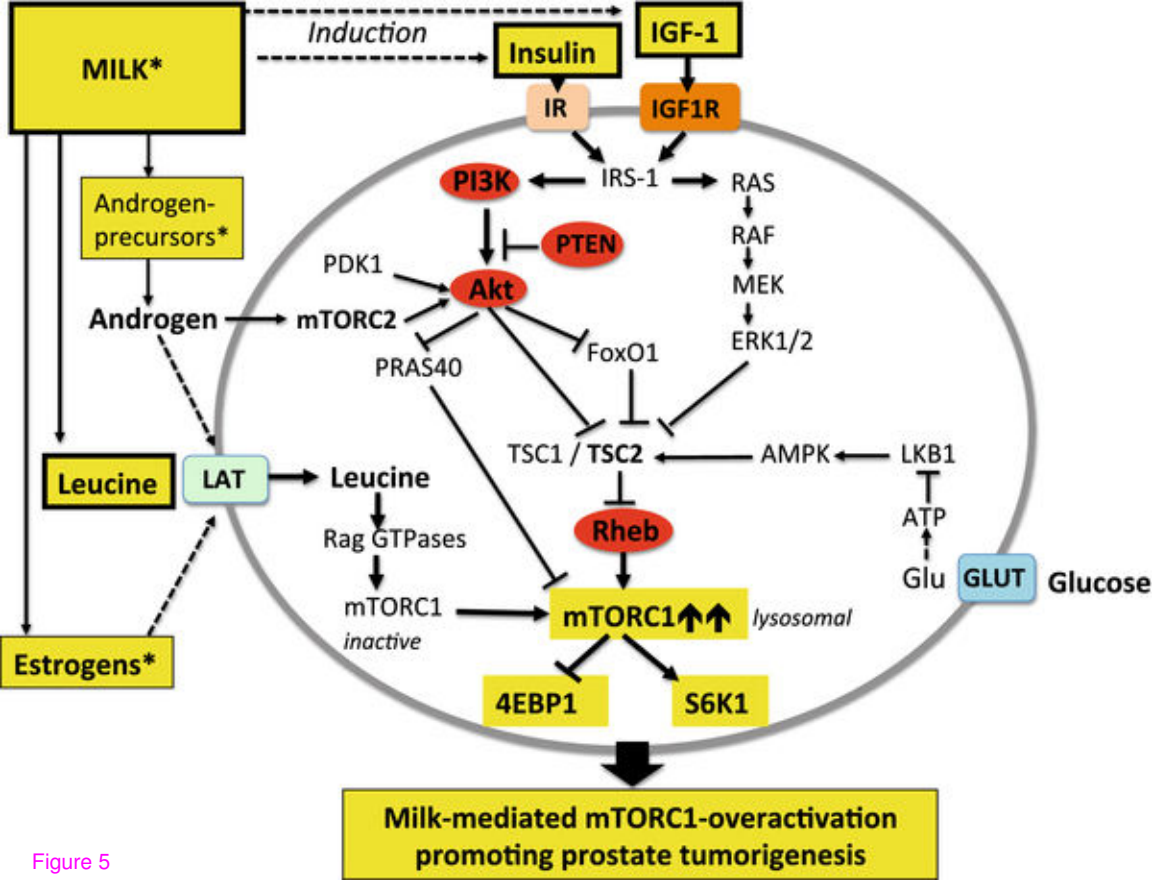 MILK*
Induction
Insulin
IGF-1
IR
IGF1R
Androgen-
precursors*
PI3K
IRS-1
RAS
PTEN
RAF
PDK1
Akt
MEK
Androgen
mTORC2
PRAS40
FoxO1
ERK1/2
TSC1 / TSC2
AMPK
LKB1
Leucine
LAT
Leucine
ATP
Rag GTPases
Rheb
Glu
GLUT
Glucose
mTORC1
inactive
mTORC1
lysosomal
Estrogens*
4EBP1
S6K1
Milk-mediated mTORC1-overactivation
promoting prostate tumorigenesis
Figure 5